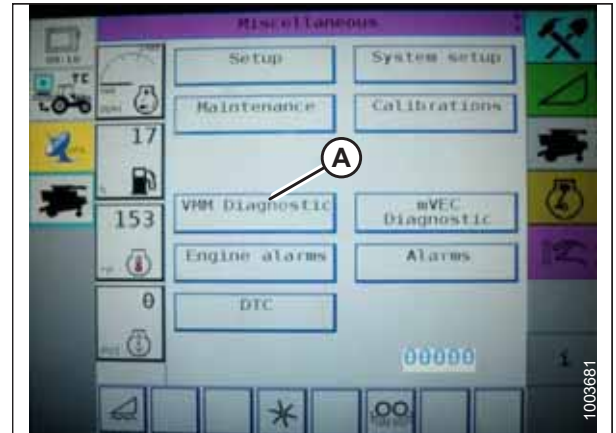 Miscellaneous
Setup
System setup
Maintenance
Calibrations
17
A
VMM Diagnostic
mVEC
Diagnostic
153
Engine alarms
Alarms
0
DTC
00000
TC
i
1003681